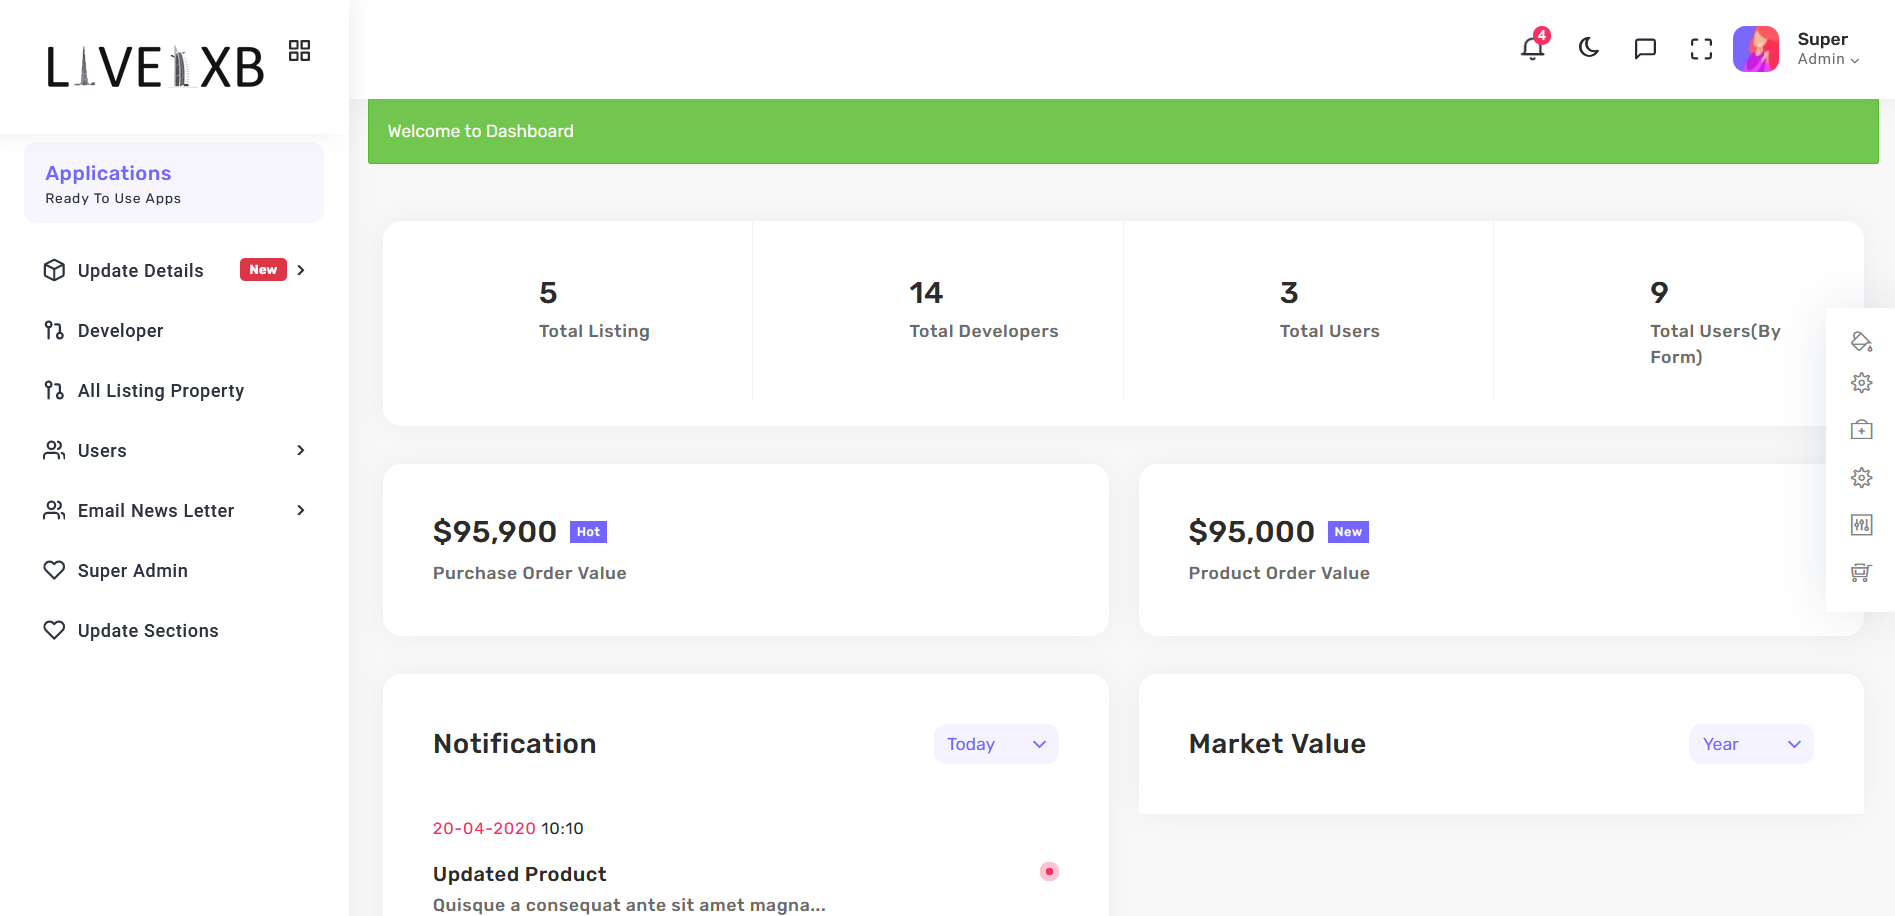 LIVE XB
4
Super
Admin
Welcome to Dashboard
Applications
Ready To Use Apps
Update Details New
Developer
All Listing Property
Users
Email News Letter
Super Admin
Update Sections
5
Total Listing
14
Total Developers
3
Total Users
9
Total Users(By
Form)
$95,900 Hot
Purchase Order Value
$95,000 New
Product Order Value
Notification
Today
20-04-2020 10:10
Updated Product
Quisque a consequat ante sit amet magna...
Market Value
Year